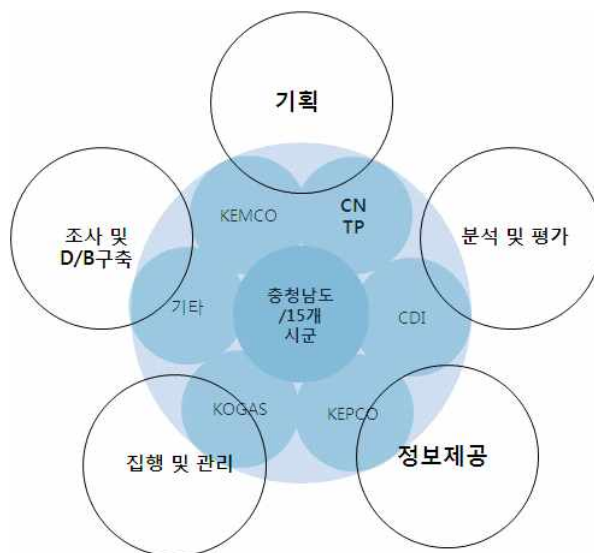 기획
KEMCO
CN
TP
조사 및
D/B구축
분석 및 평가
기타
충청남도
/15개
시군
CDI
KOGAS
KEPCO
집행 및 관리
정보제공